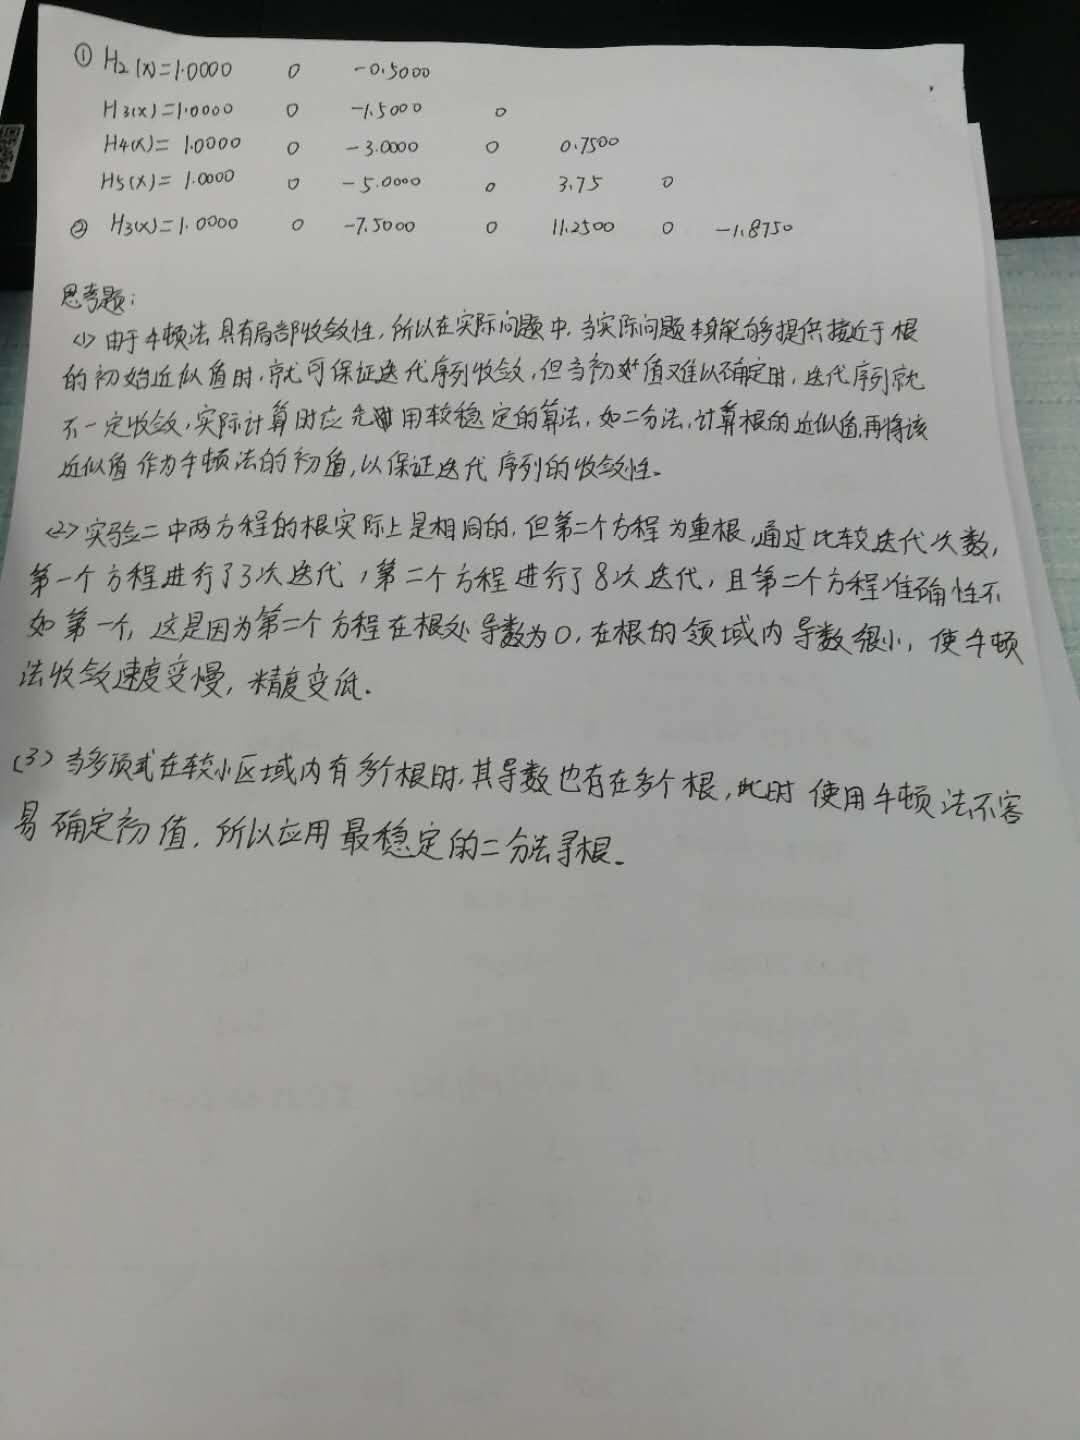 ① H2(x)=1.0000 0 -0.5000
H3(x)=1.0000 0 -1.5000 0
H4(x)= 1.0000 0 -3.0000 0 0.7500
H5(x)= 1.0000 0 -5.0000 0 3.75 0
② H3(x)=1.0000 0 -7.5000 0 11.2500 0 -1.8750
思考题:
<1> 由于牛顿法具有局部收敛性,所以在实际问题中,当实际问题本身能够提供接近于根
的初始近似值时,就可保证迭代序列收敛,但当初值难以确定时,迭代序列就
不一定收敛,实际计算时应先用较稳定的算法,如二分法,计算根的近似值,再将该
近似值作为牛顿法的初值,以保证迭代序列的收敛性。
<2> 实验二中两方程的根实际上是相同的,但第二个方程为重根,通过比较迭代次数,
第一个方程进行了3次迭代,第二个方程进行了8次迭代,且第二个方程准确性不
如第一个,这是因为第二个方程在根处导数为0,在根的领域内导数很小,使牛顿
法收敛速度变慢,精度变低.
(3) 当多项式在较小区域内有多个根时,其导数也有在多个根,此时使用牛顿法不容
易确定初值,所以应用最稳定的二分法寻根。